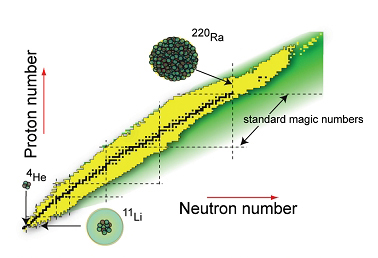 ²²⁰Ra
Proton number
standard magic numbers
⁴He
¹¹Li
Neutron number